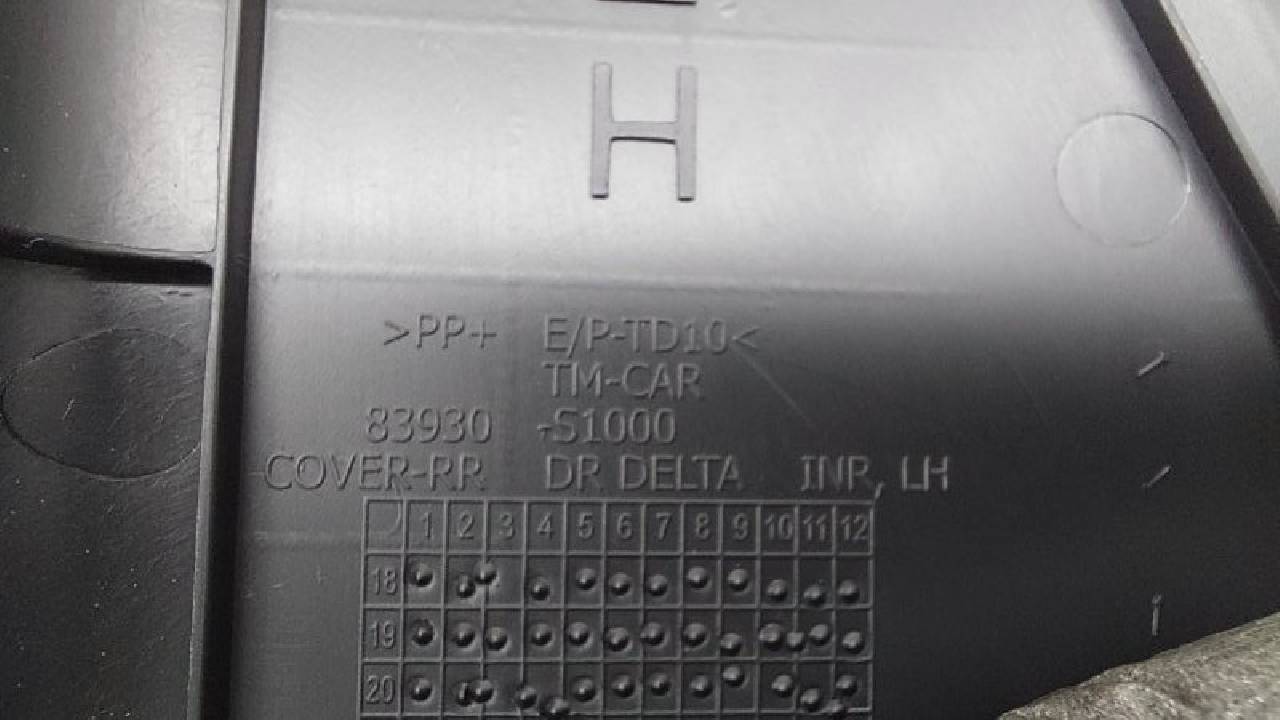 H
>PP+ E/P-TD10<
TM-CAR
83930 -S1000
COVER-RR DR DELTA INR, LH
1 2 3 4 5 6 7 8 9 10 11 12
18
19
20